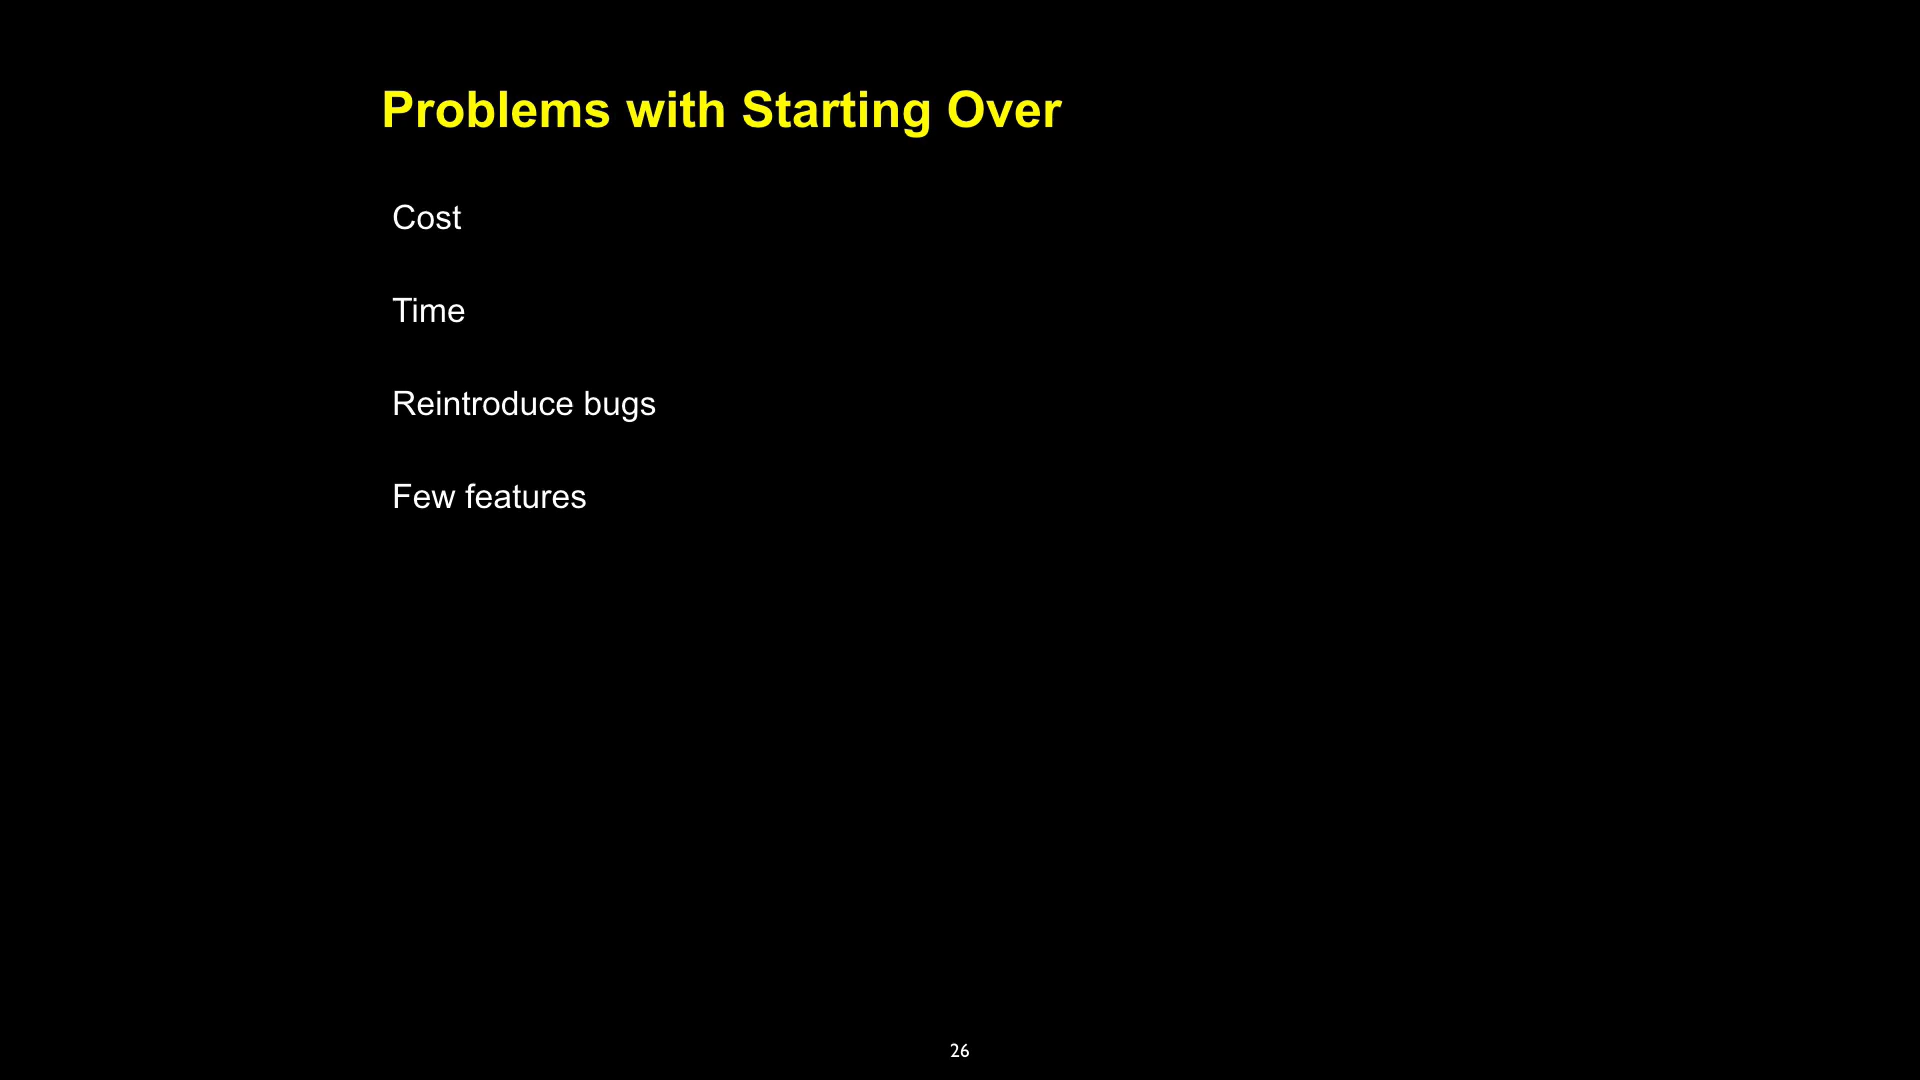 Problems with Starting Over
Cost
Time
Reintroduce bugs
Few features
26